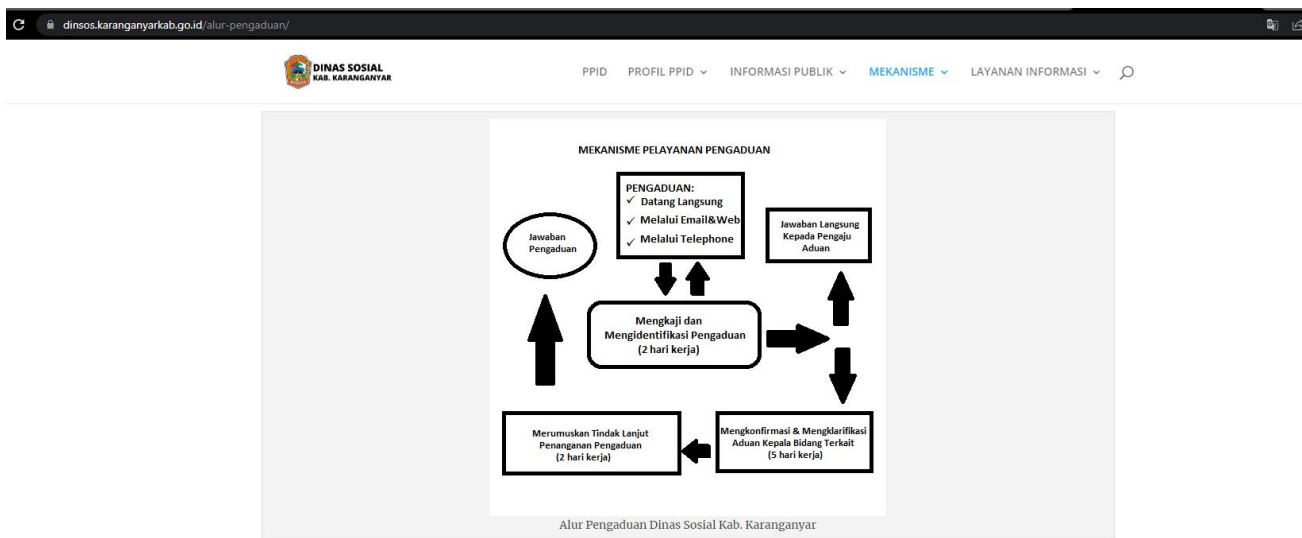 dinsos.karanganyarkab.go.id/alur-pengaduan/
DINAS SOSIAL
KAB. KARANGANYAR
PPID PROFIL PPID INFORMASI PUBLIK MEKANISME LAYANAN INFORMASI
MEKANISME PELAYANAN PENGADUAN
PENGADUAN:
✓ Datang Langsung
✓ Melalui Email&Web
✓ Melalui Telephone
Jawaban
Pengaduan
Jawaban Langsung
Kepada Pengaju
Aduan
Mengkaji dan
Mengidentifikasi Pengaduan
(2 hari kerja)
Mengkonfirmasi & Mengklarifikasi
Aduan Kepala Bidang Terkait
(5 hari kerja)
Merumuskan Tindak Lanjut
Penanganan Pengaduan
(2 hari kerja)
Alur Pengaduan Dinas Sosial Kab. Karanganyar